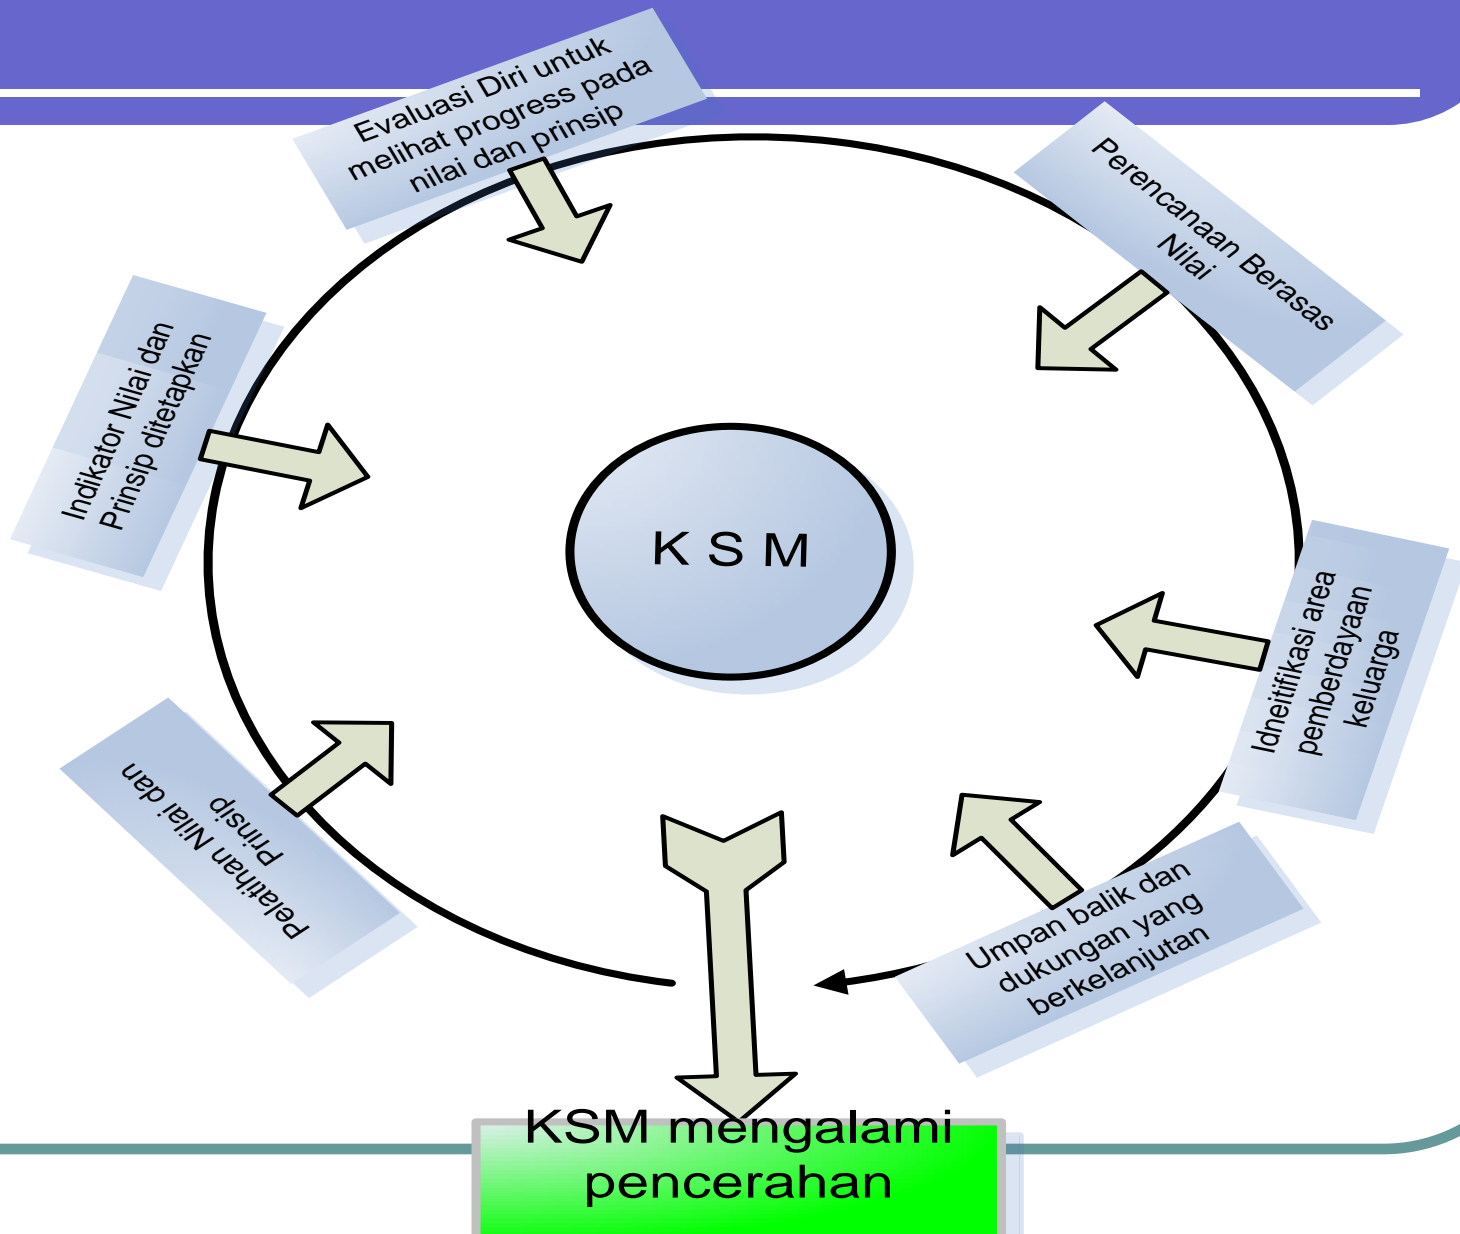 Evaluasi Diri untuk
melihat progress pada
nilai dan prinsip
Perencanaan Berasas
Nilai
Indikator Nilai dan
Prinsip ditetapkan
K S M
Idneitifikasi area
pemberdayaan
keluarga
Pelatihan Nilai dan
Prinsip
Umpan balik dan
dukungan yang
berkelanjutan
KSM mengalami
pencerahan